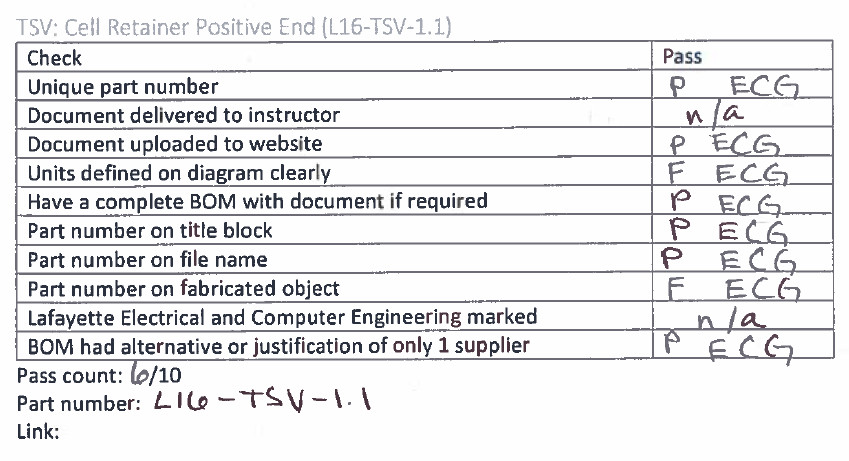 TSV: Cell Retainer Positive End (L16-TSV-1.1)
Check Pass
Unique part number P ECG
Document delivered to instructor n/a
Document uploaded to website P ECG
Units defined on diagram clearly F ECG
Have a complete BOM with document if required P ECG
Part number on title block P ECG
Part number on file name P ECG
Part number on fabricated object F ECG
Lafayette Electrical and Computer Engineering marked n/a
BOM had alternative or justification of only 1 supplier P ECG
Pass count: 6/10
Part number: L16-TSV-1.1
Link: